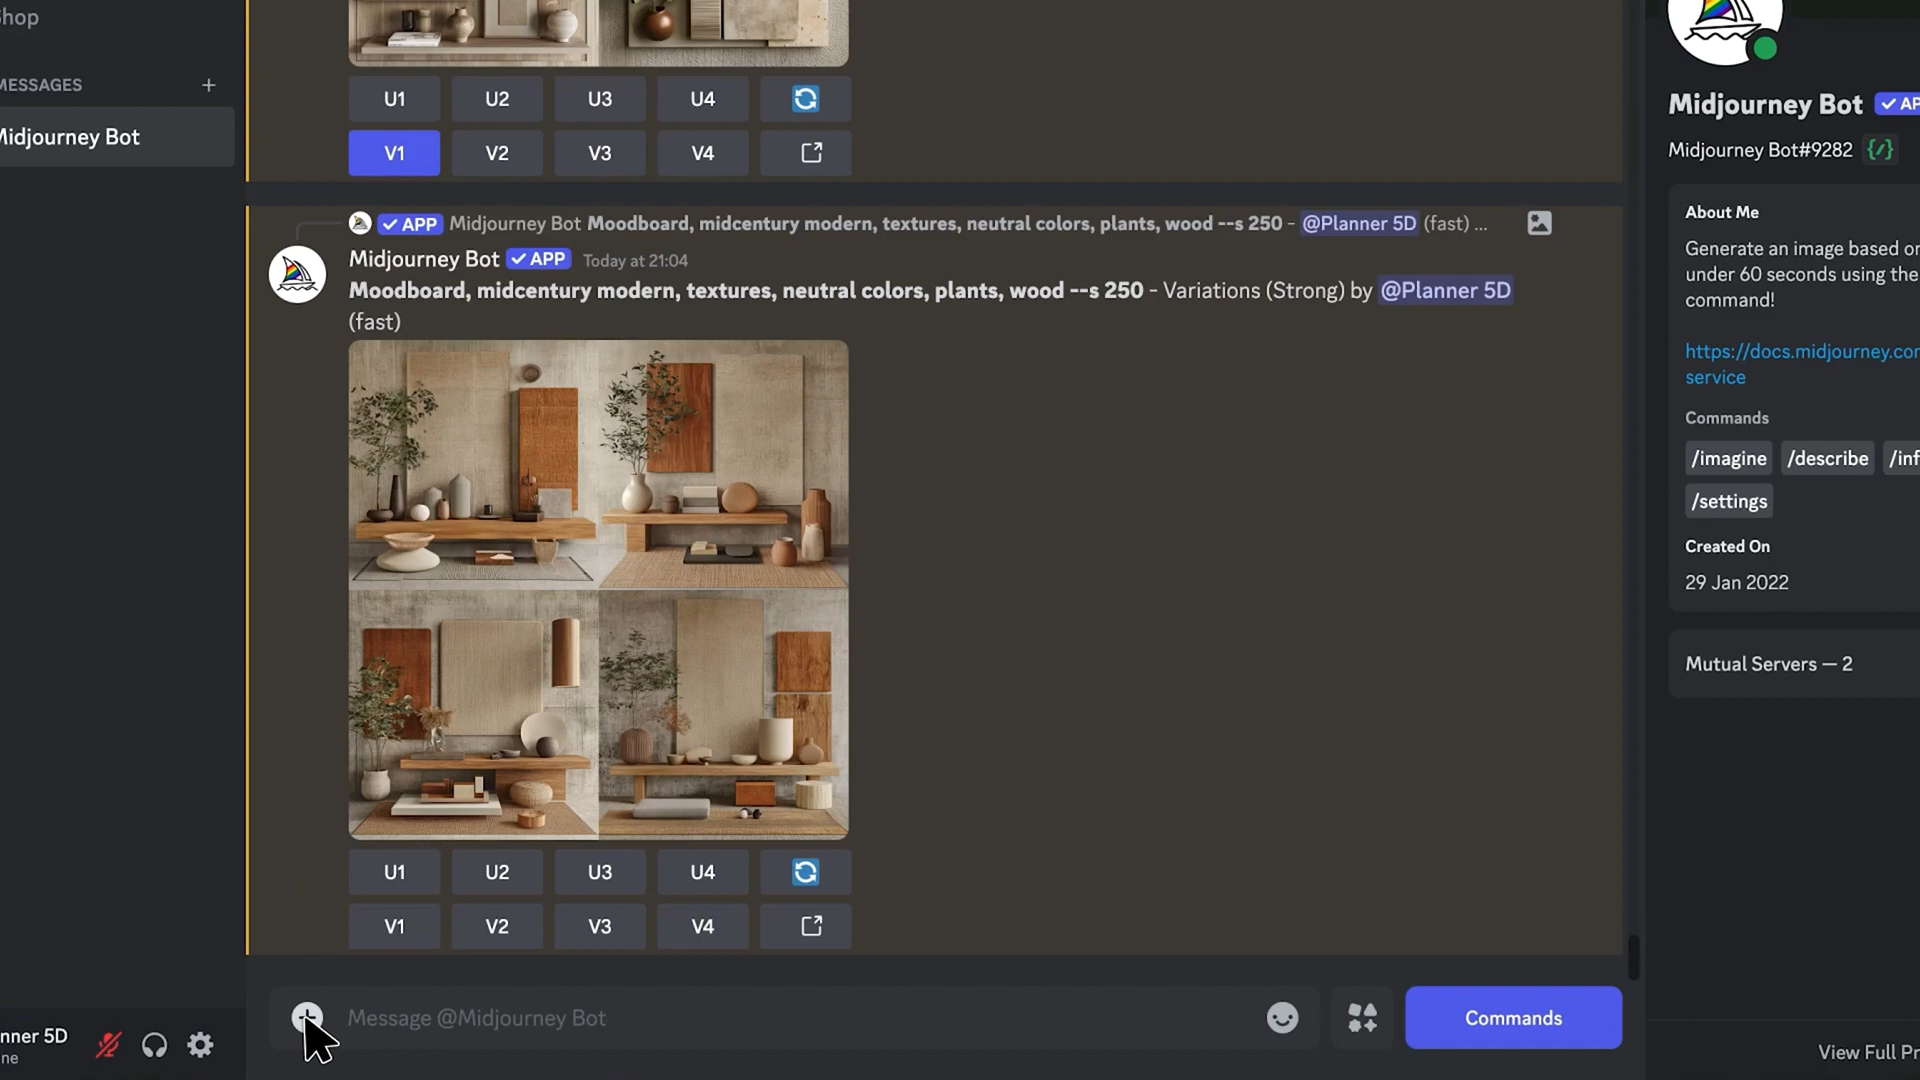 Shop
MESSAGES +
Midjourney Bot
U1 U2 U3 U4
V1 V2 V3 V4
APP Midjourney Bot Moodboard, midcentury modern, textures, neutral colors, plants, wood --s 250 - @Planner 5D (fast) ...
Midjourney Bot APP Today at 21:04
Moodboard, midcentury modern, textures, neutral colors, plants, wood --s 250 - Variations (Strong) by @Planner 5D
(fast)
U1 U2 U3 U4
V1 V2 V3 V4
Message @Midjourney Bot
Commands
nner 5D
ne
Midjourney Bot AP
Midjourney Bot#9282 {/}
About Me
Generate an image based on
under 60 seconds using the
command!
https://docs.midjourney.com
service
Commands
/imagine /describe /inf
/settings
Created On
29 Jan 2022
Mutual Servers — 2
View Full Pr